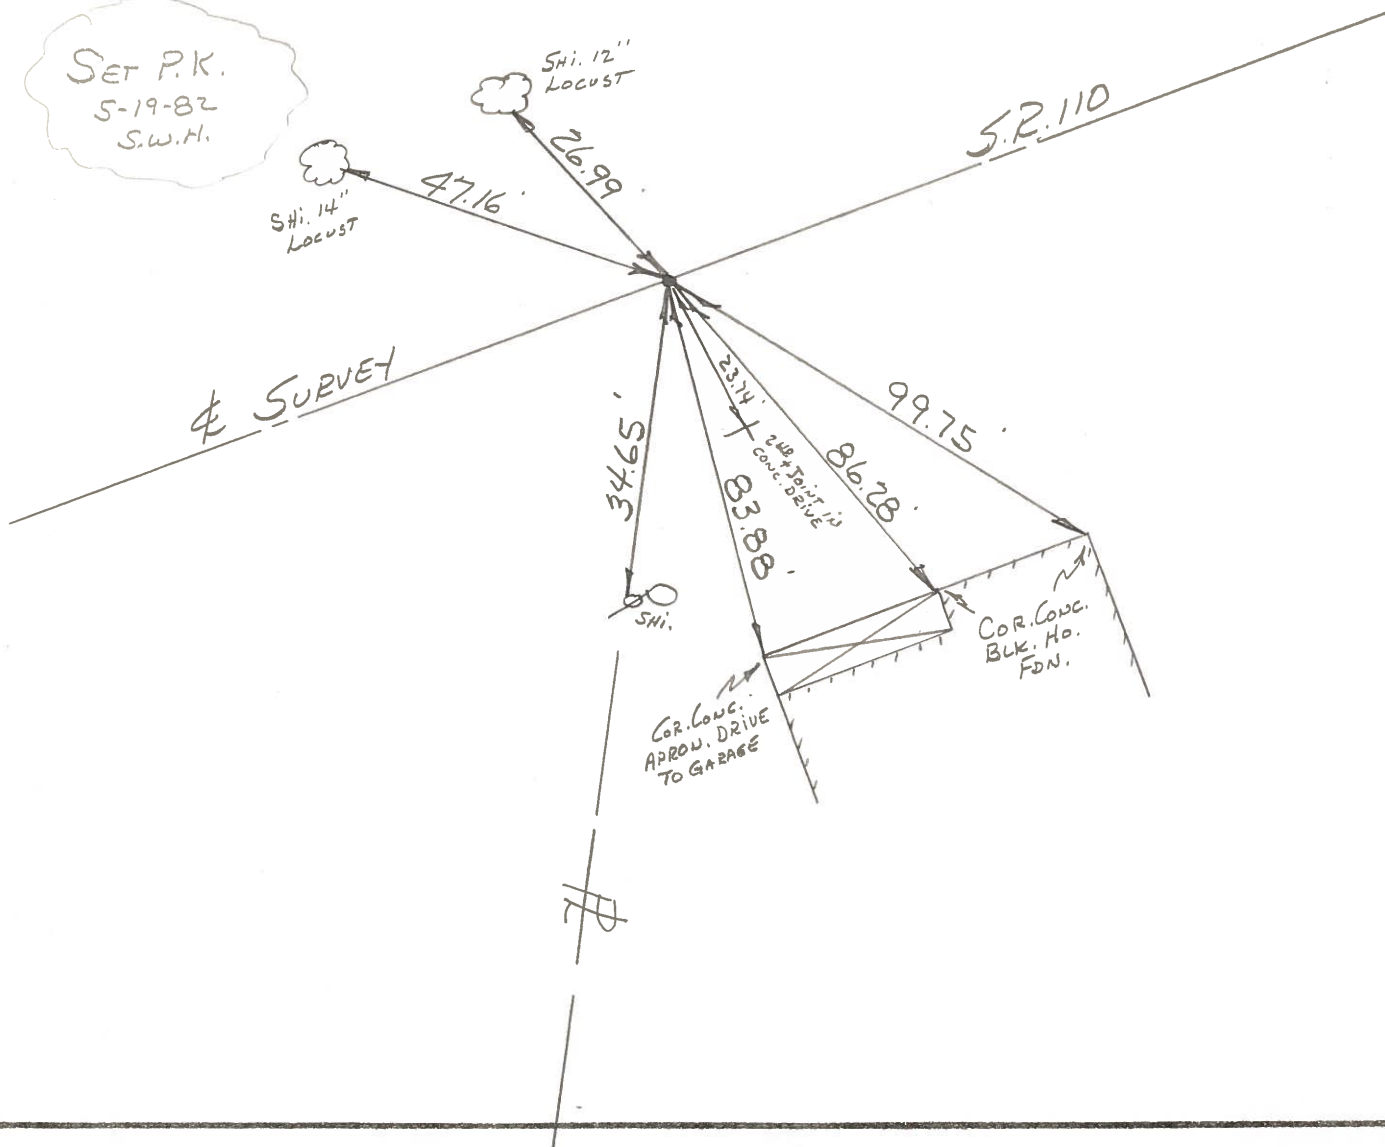 SET P.K.
5-19-82
S.W.H.
SHi. 12"
LOCUST
26.99'
S.R. 110
SHi. 14"
LOCUST
47.16'
℄ SURVEY
34.65'
23.74'
CONC. DRIVE
JOINT IN
83.88'
86.28'
99.75'
SHi.
COR. CONC.
BLK. HO.
FDN.
COR. CONC.
APRON. DRIVE
TO GARAGE